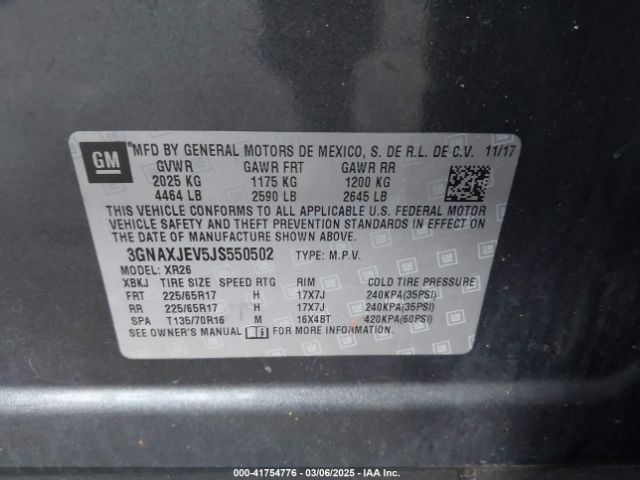 GM
MFD BY GENERAL MOTORS DE MEXICO, S. DE R.L. DE C.V. 11/17
GVWR GAWR FRT GAWR RR
2025 KG 1175 KG 1200 KG
4464 LB 2590 LB 2645 LB
THIS VEHICLE CONFORMS TO ALL APPLICABLE U.S. FEDERAL MOTOR
VEHICLE SAFETY AND THEFT PREVENTION STANDARDS IN EFFECT ON
THE DATE OF MANUFACTURE SHOWN ABOVE.
3GNAXJEV5JS550502 TYPE: M.P.V.
MODEL: XR26
XBKJ TIRE SIZE SPEED RTG RIM COLD TIRE PRESSURE
FRT 225/65R17 H 17X7J 240KPA(35PSI)
RR 225/65R17 H 17X7J 240KPA(35PSI)
SPA T135/70R16 M 16X4BT 420KPA(60PSI)
SEE OWNER'S MANUAL FOR MORE INFORMATION.
000-41754776 - 03/06/2025 - IAA Inc.